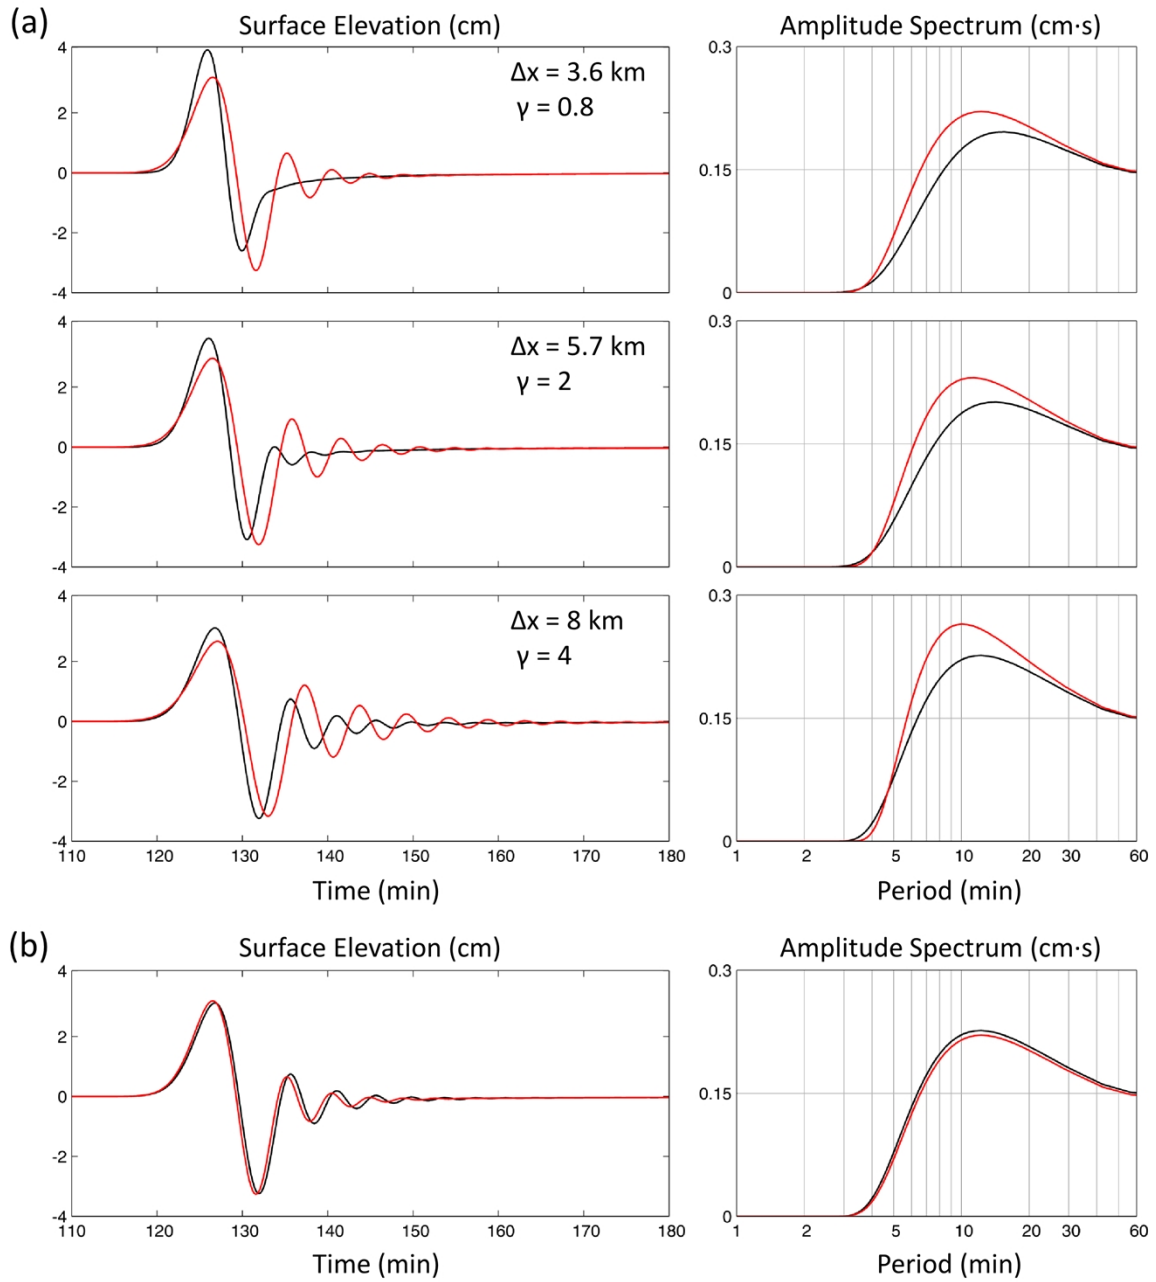 (a)
Surface Elevation (cm)
Amplitude Spectrum (cm·s)
4
2
0
-2
-4
Δx = 3.6 km
γ = 0.8
0.3
0.15
0
4
2
0
-2
-4
Δx = 5.7 km
γ = 2
0.3
0.15
0
4
2
0
-2
-4
Δx = 8 km
γ = 4
110 120 130 140 150 160 170 180
Time (min)
0.3
0.15
0
1 2 5 10 20 30 60
Period (min)
(b)
Surface Elevation (cm)
Amplitude Spectrum (cm·s)
4
2
0
-2
-4
110 120 130 140 150 160 170 180
Time (min)
0.3
0.15
0
1 2 5 10 20 30 60
Period (min)